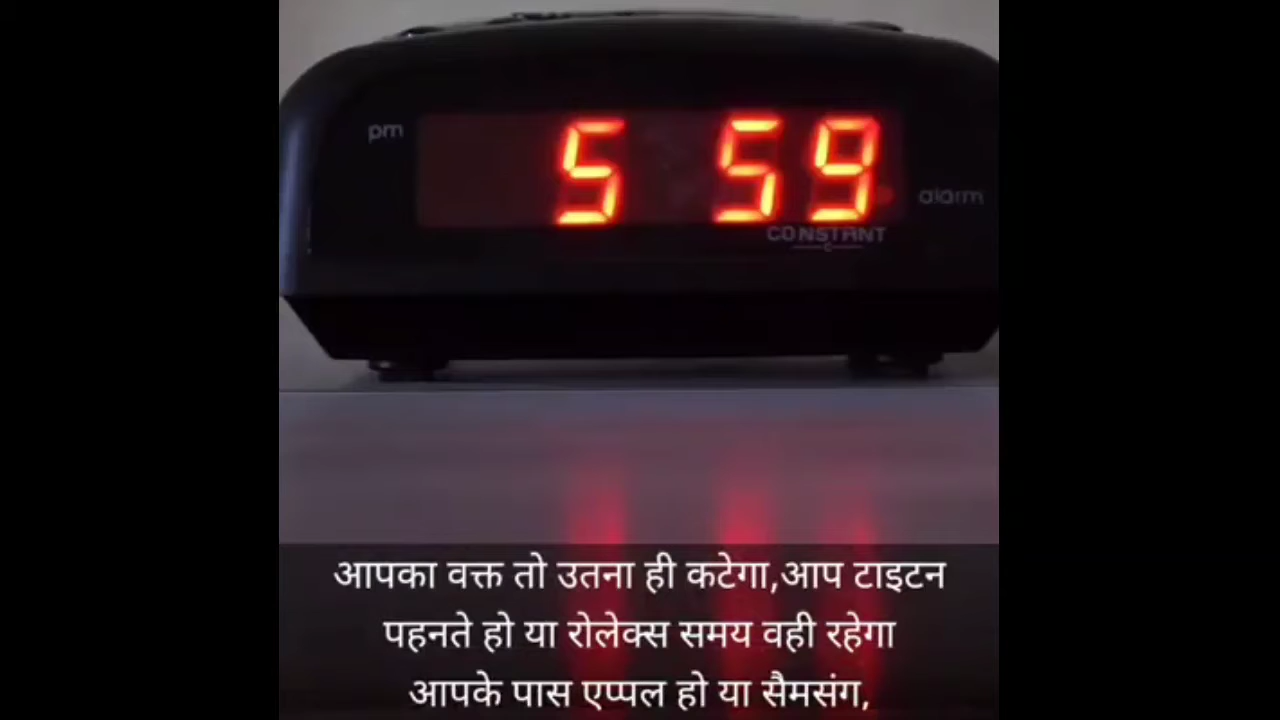 pm
5 59
alarm
CONSTANT
आपका वक्त तो उतना ही कटेगा,आप टाइटन
पहनते हो या रोलेक्स समय वही रहेगा
आपके पास एप्पल हो या सैमसंग,